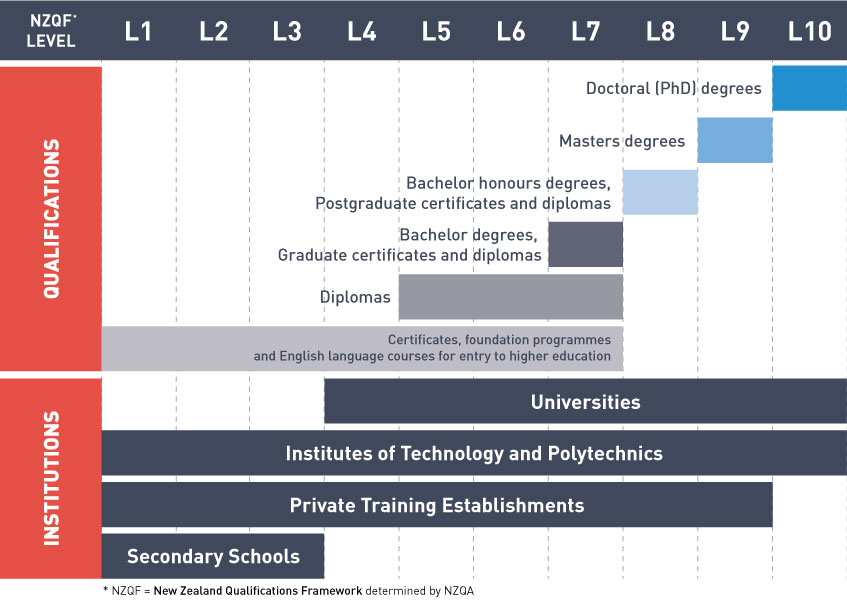 NZQF*
LEVEL
L1 L2 L3 L4 L5 L6 L7 L8 L9 L10
QUALIFICATIONS
Doctoral (PhD) degrees
Masters degrees
Bachelor honours degrees,
Postgraduate certificates and diplomas
Bachelor degrees,
Graduate certificates and diplomas
Diplomas
Certificates, foundation programmes
and English language courses for entry to higher education
INSTITUTIONS
Universities
Institutes of Technology and Polytechnics
Private Training Establishments
Secondary Schools
* NZQF = New Zealand Qualifications Framework determined by NZQA